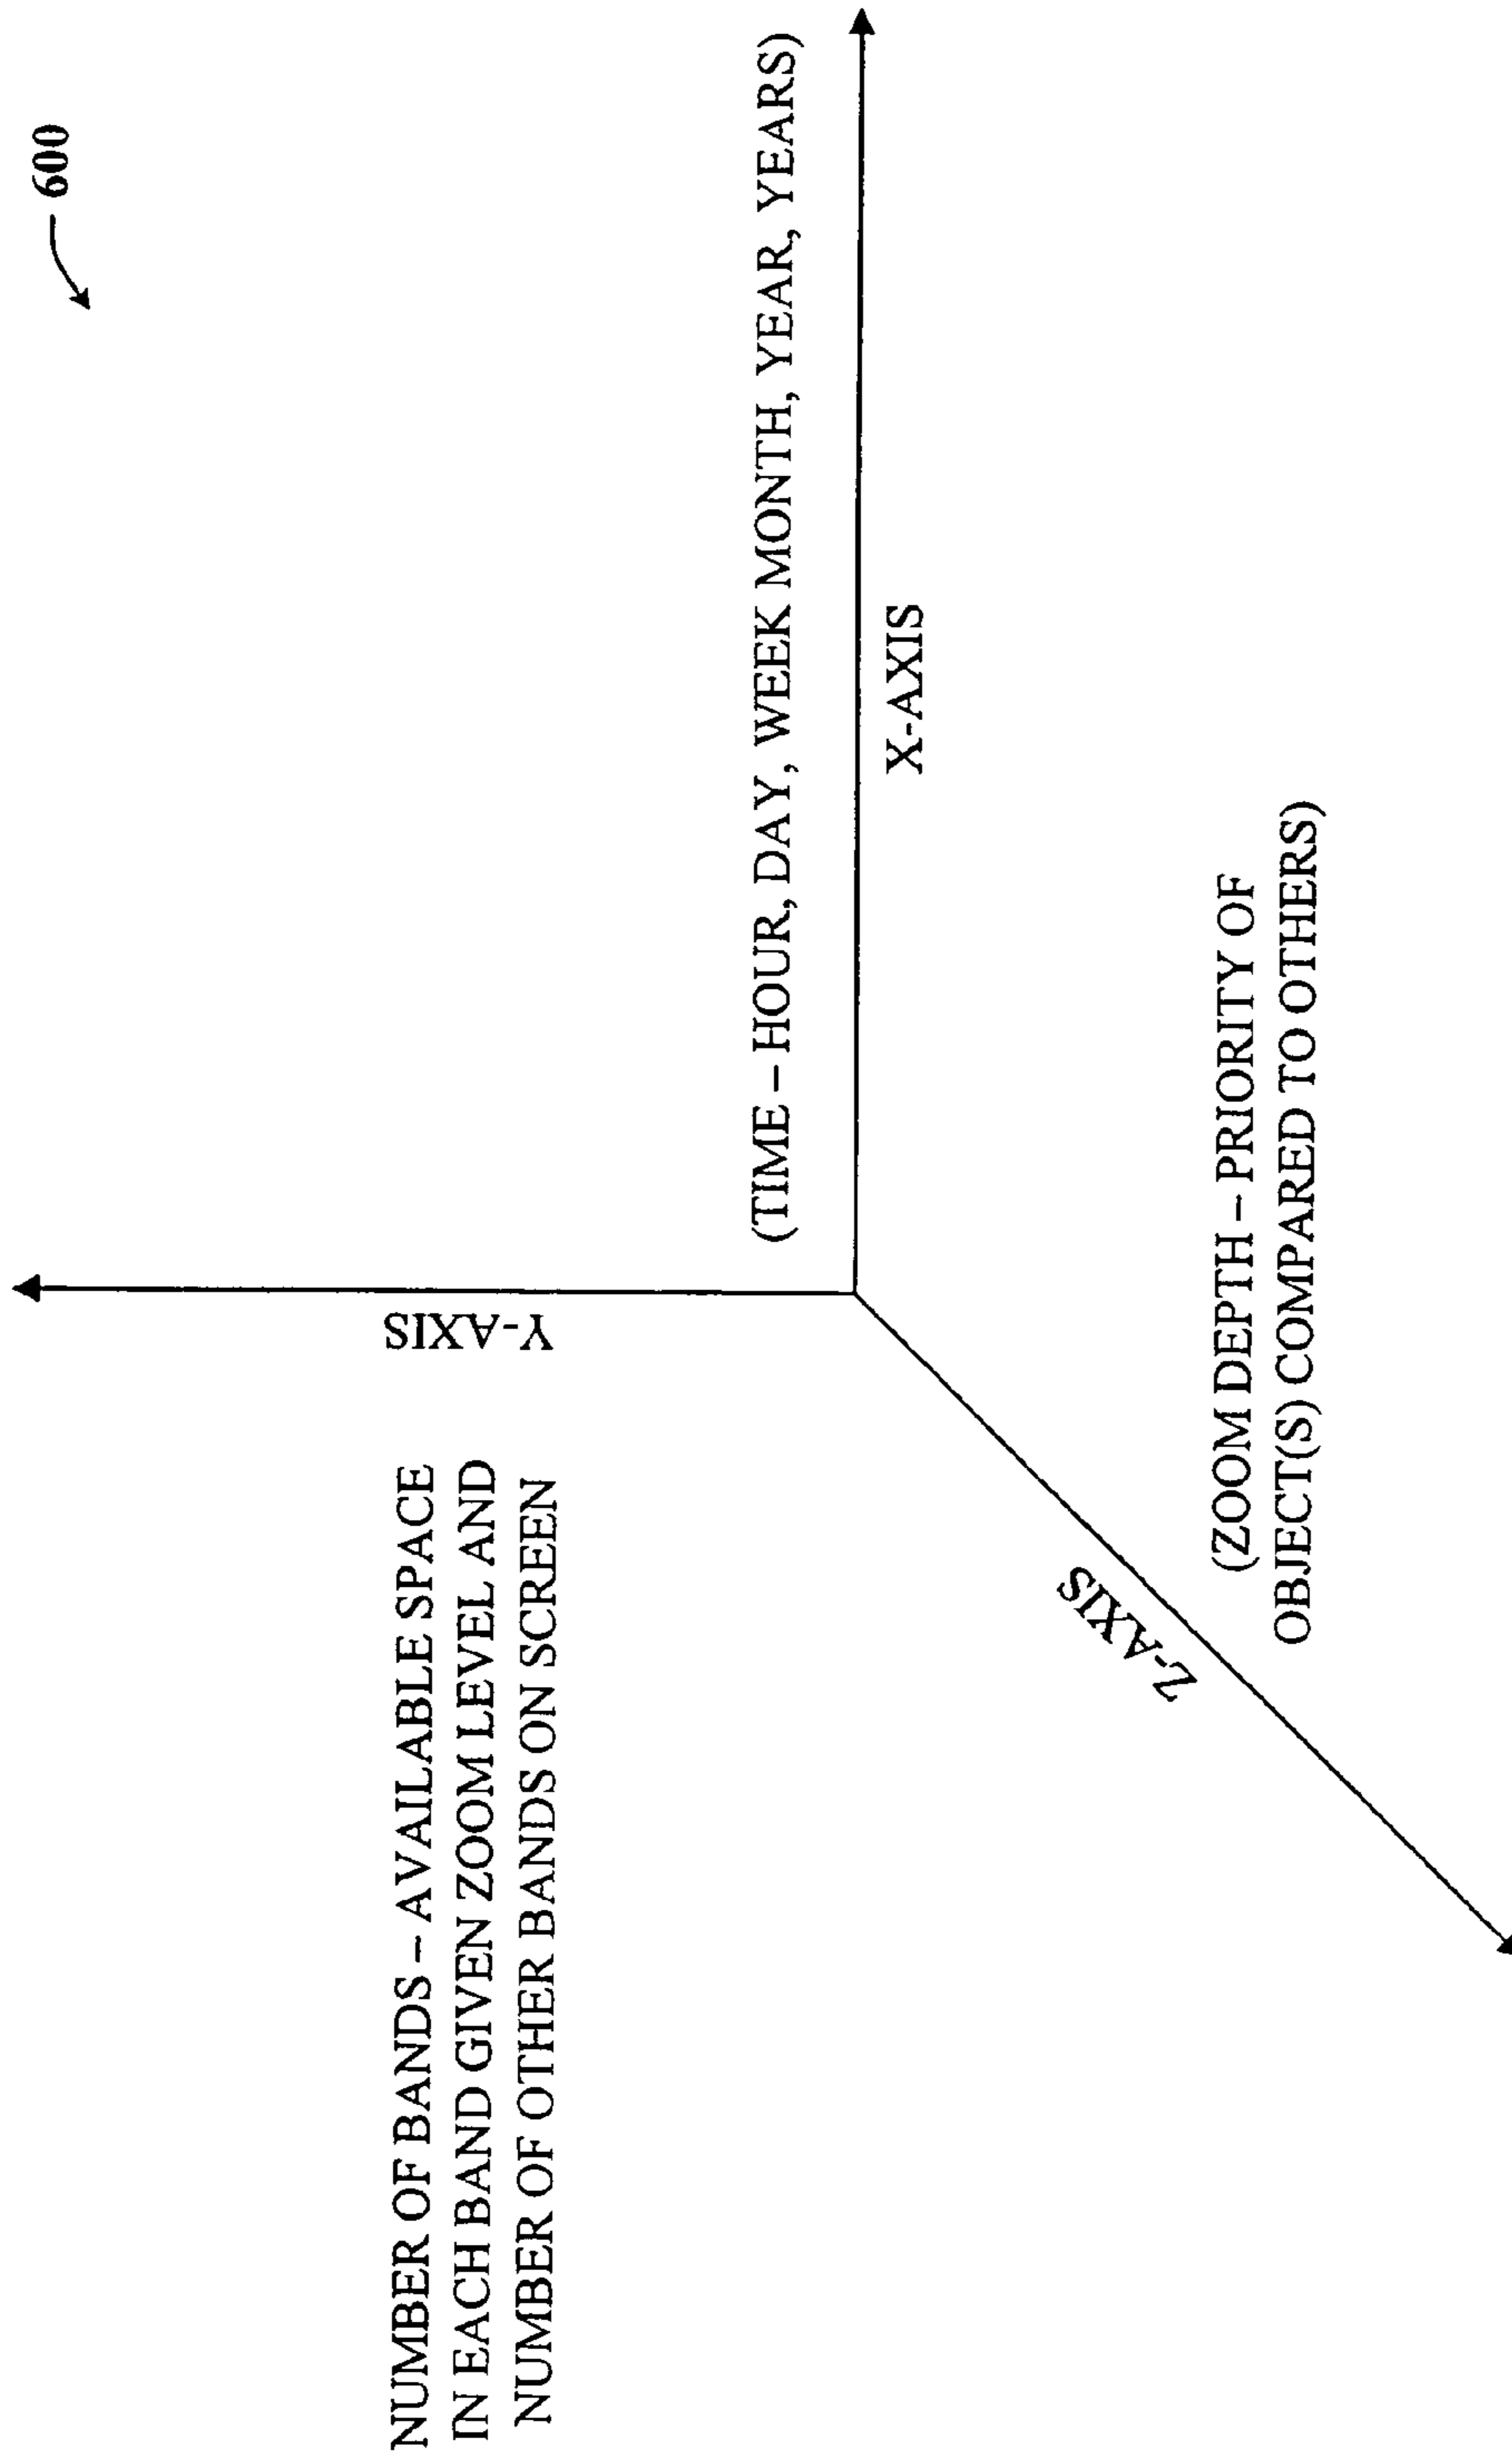 600
NUMBER OF BANDS – AVAILABLE SPACE
IN EACH BAND GIVEN ZOOM LEVEL AND
NUMBER OF OTHER BANDS ON SCREEN
Y-AXIS
(TIME – HOUR, DAY, WEEK MONTH, YEAR, YEARS)
X-AXIS
Z-AXIS
(ZOOM DEPTH – PRIORITY OF
OBJECT(S) COMPARED TO OTHERS)